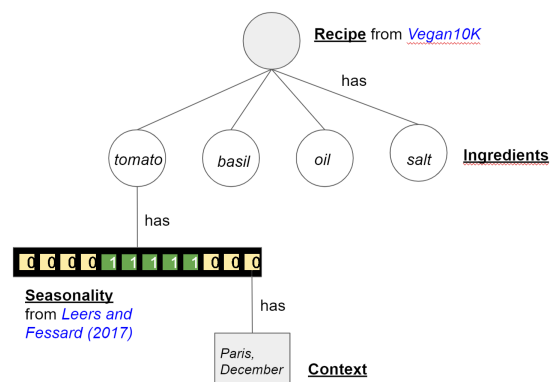 Recipe from Vegan10K
has
tomato
basil
oil
salt
Ingredients
has
0 0 0 0 1 1 1 1 1 0 0 0
Seasonality
from Leers and
Fessard (2017)
has
Paris,
December
Context